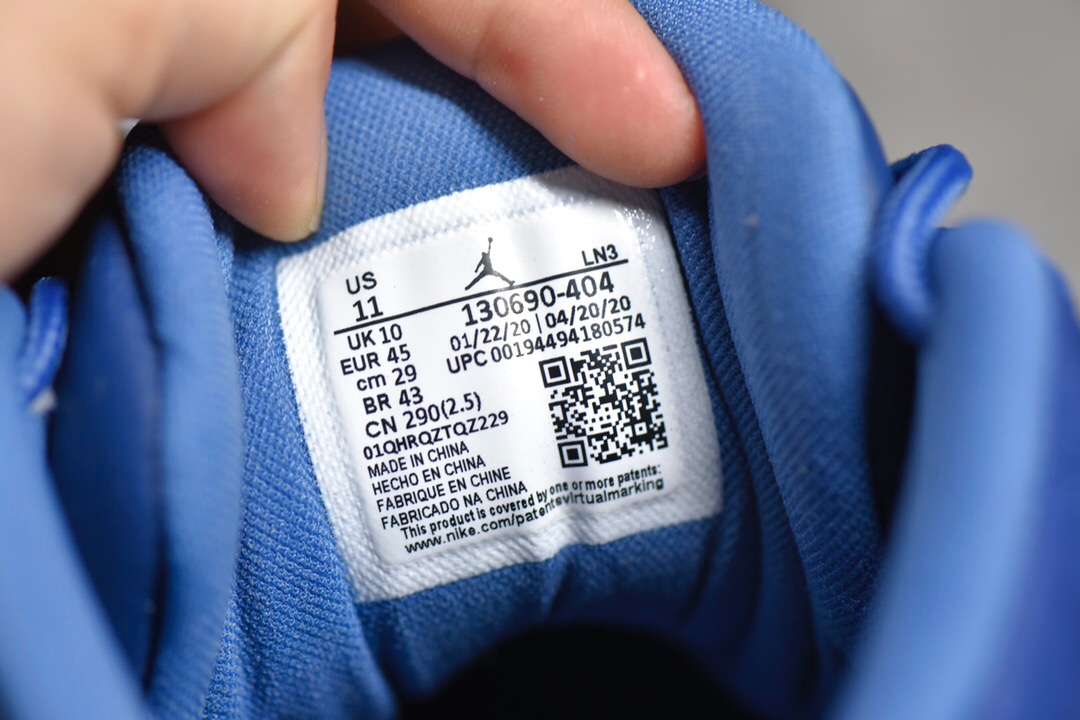 US LN3
11 130690-404
UK 10 01/22/20 | 04/20/20
EUR 45 UPC 00194494180574
cm 29
BR 43
CN 290(2.5)
01QHRQZTQZ229
MADE IN CHINA
HECHO EN CHINA
FABRIQUE EN CHINE
FABRICADO NA CHINA
This product is covered by one or more patents:
www.nike.com/patentsvirtualmarking